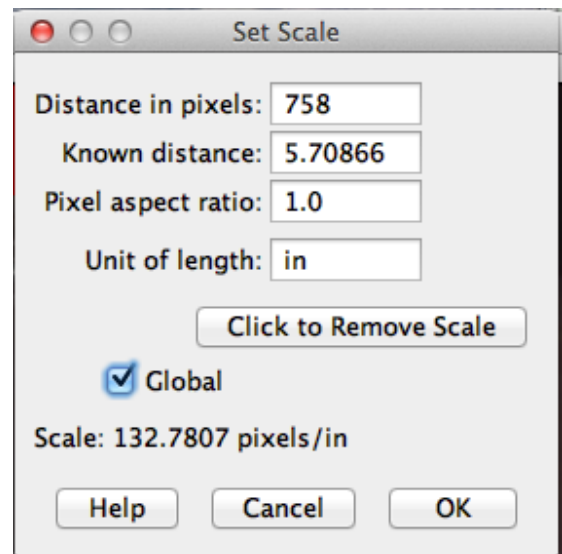 Set Scale
Distance in pixels: 758
Known distance: 5.70866
Pixel aspect ratio: 1.0
Unit of length: in
Click to Remove Scale
Global
Scale: 132.7807 pixels/in
Help Cancel OK